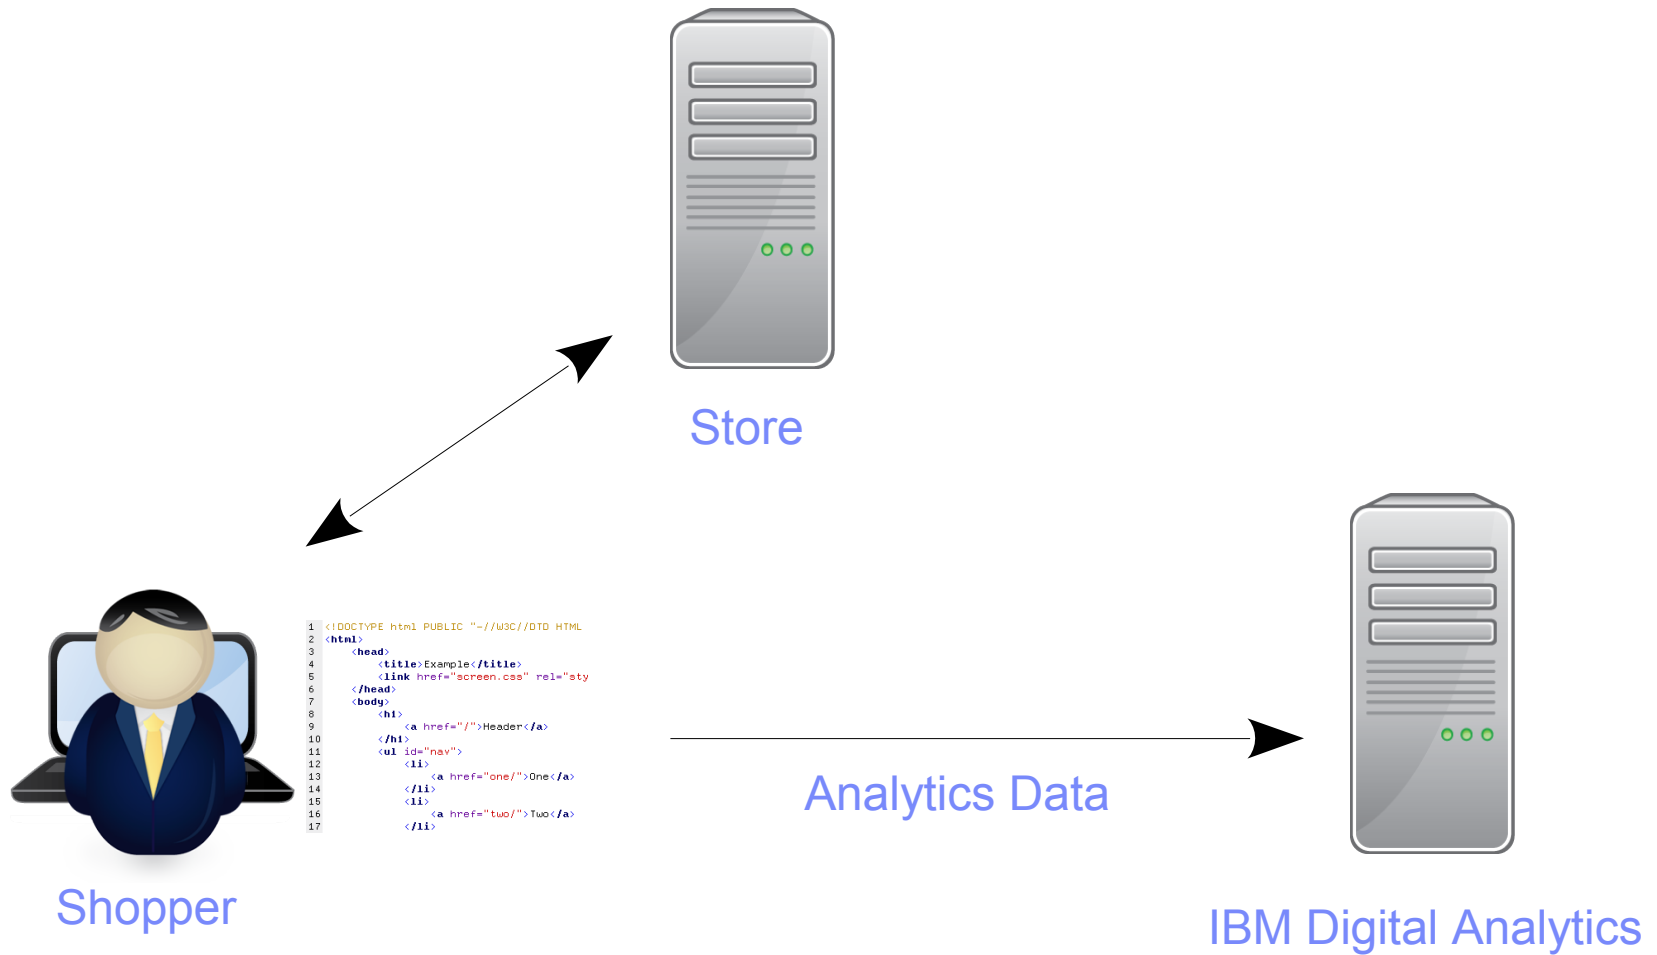 Store
1 <!DOCTYPE html PUBLIC "-//W3C//DTD HTML
2 <html>
3 <head>
4 <title>Example</title>
5 <link href="screen.css" rel="sty
6 </head>
7 <body>
8 <h1>
9 <a href="/">Header</a>
10 </h1>
11 <ul id="nav">
12 <li>
13 <a href="one/">One</a>
14 </li>
15 <li>
16 <a href="two/">Two</a>
17 </li>
Analytics Data
Shopper
IBM Digital Analytics